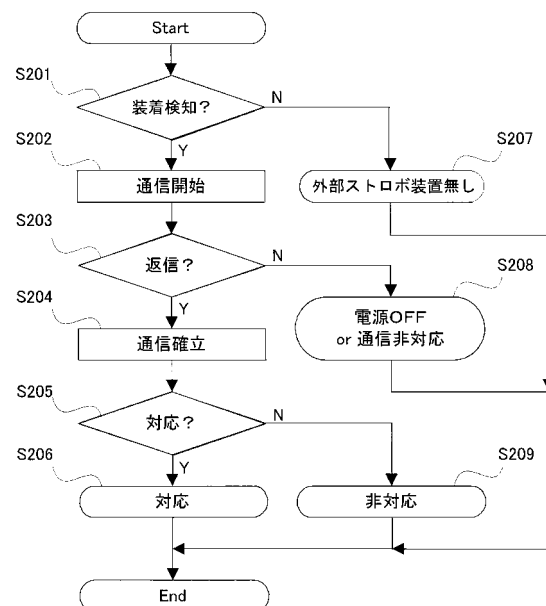 Start
S201
装着検知?
N
Y
S202
通信開始
S207
外部ストロボ装置無し
S203
返信?
N
Y
S208
電源OFF
or 通信非対応
S204
通信確立
S205
対応?
N
Y
S206
対応
S209
非対応
End